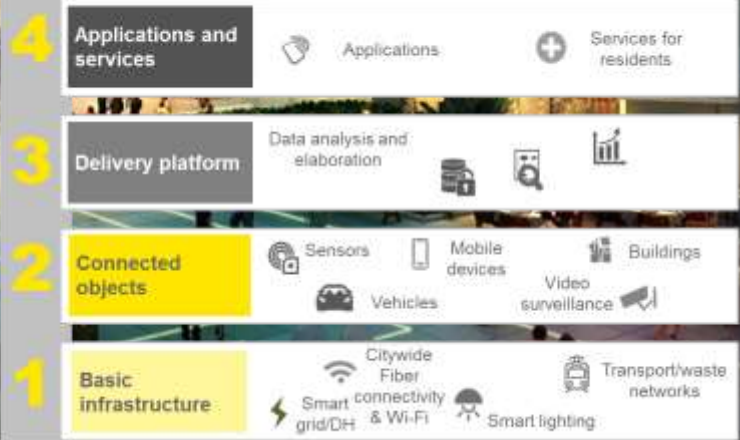 4
Applications and
services
Applications
Services for
residents
3
Delivery platform
Data analysis and
elaboration
2
Connected
objects
Sensors
Mobile
devices
Buildings
Vehicles
Video
surveillance
1
Basic
infrastructure
Citywide
Fiber
connectivity
& Wi-Fi
Smart
grid/DH
Smart lighting
Transport/waste
networks